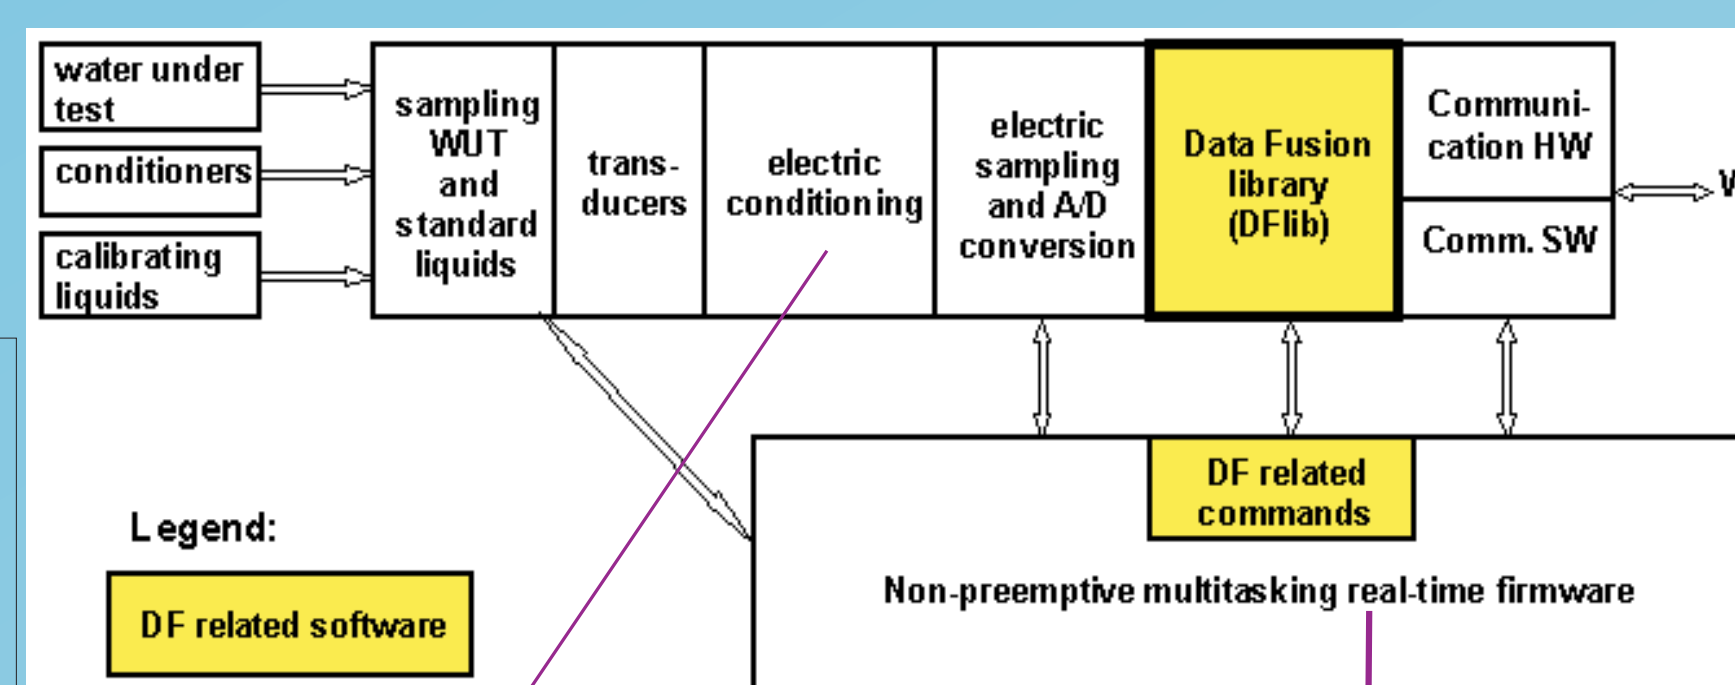 water under
test
conditioners
calibrating
liquids
sampling
WUT
and
standard
liquids
trans-
ducers
electric
conditioning
electric
sampling
and A/D
conversion
Data Fusion
library
(DFlib)
Communi-
cation HW
Comm. SW
DF related
commands
Non-preemptive multitasking real-time firmware
Legend:
DF related software